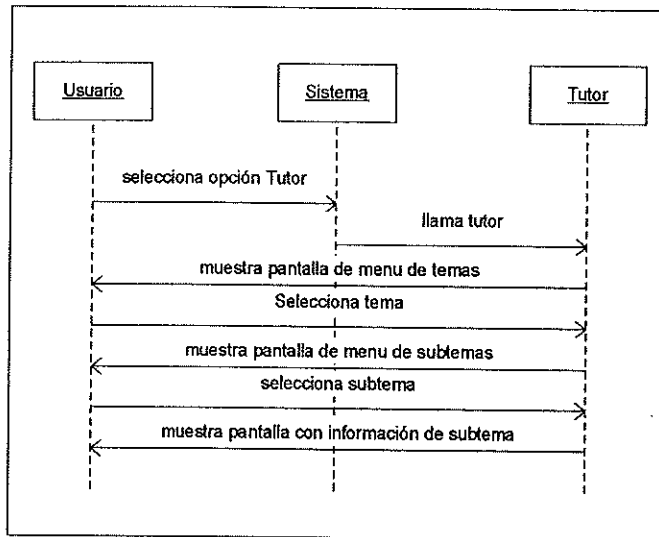 Usuario
Sistema
Tutor
selecciona opción Tutor
llama tutor
muestra pantalla de menu de temas
Selecciona tema
muestra pantalla de menu de subtemas
selecciona subtema
muestra pantalla con información de subtema